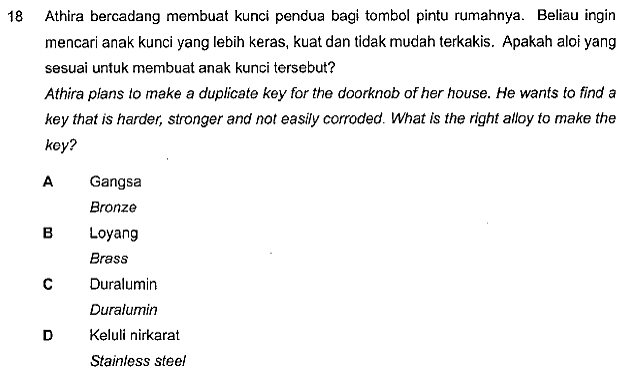 18 Athira bercadang membuat kunci pendua bagi tombol pintu rumahnya. Beliau ingin
mencari anak kunci yang lebih keras, kuat dan tidak mudah terkakis. Apakah aloi yang
sesuai untuk membuat anak kunci tersebut?
Athira plans to make a duplicate key for the doorknob of her house. He wants to find a
key that is harder, stronger and not easily corroded. What is the right alloy to make the
key?
A Gangsa
Bronze
B Loyang
Brass
C Duralumin
Duralumin
D Keluli nirkarat
Stainless steel